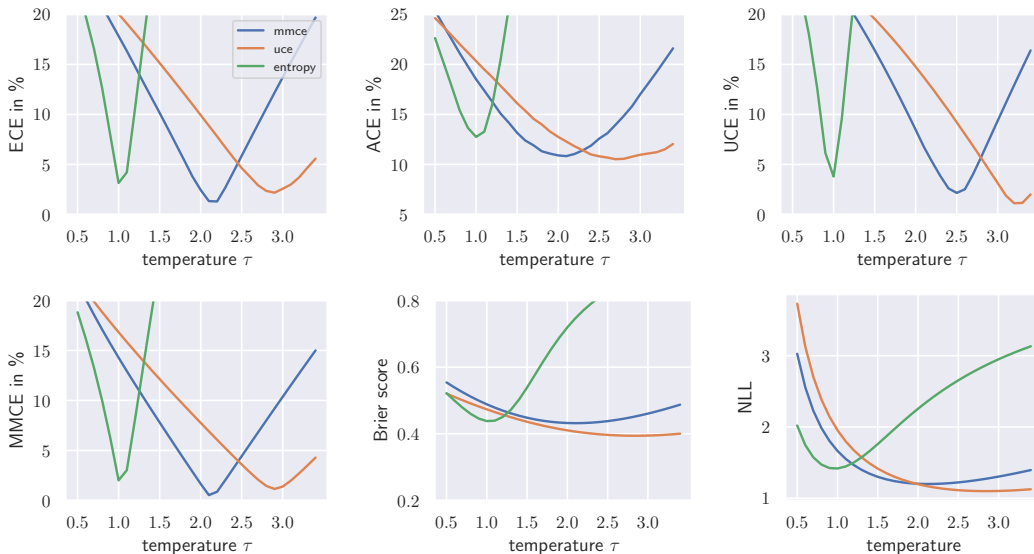 20
15
10
5
0
ECE in %
0.5 1.0 1.5 2.0 2.5 3.0
temperature τ
mmce
uce
entropy
25
20
15
10
5
ACE in %
0.5 1.0 1.5 2.0 2.5 3.0
temperature τ
20
15
10
5
0
UCE in %
0.5 1.0 1.5 2.0 2.5 3.0
temperature τ
20
15
10
5
0
MMCE in %
0.5 1.0 1.5 2.0 2.5 3.0
temperature τ
0.8
0.6
0.4
0.2
Brier score
0.5 1.0 1.5 2.0 2.5 3.0
temperature τ
3
2
1
NLL
0.5 1.0 1.5 2.0 2.5 3.0
temperature